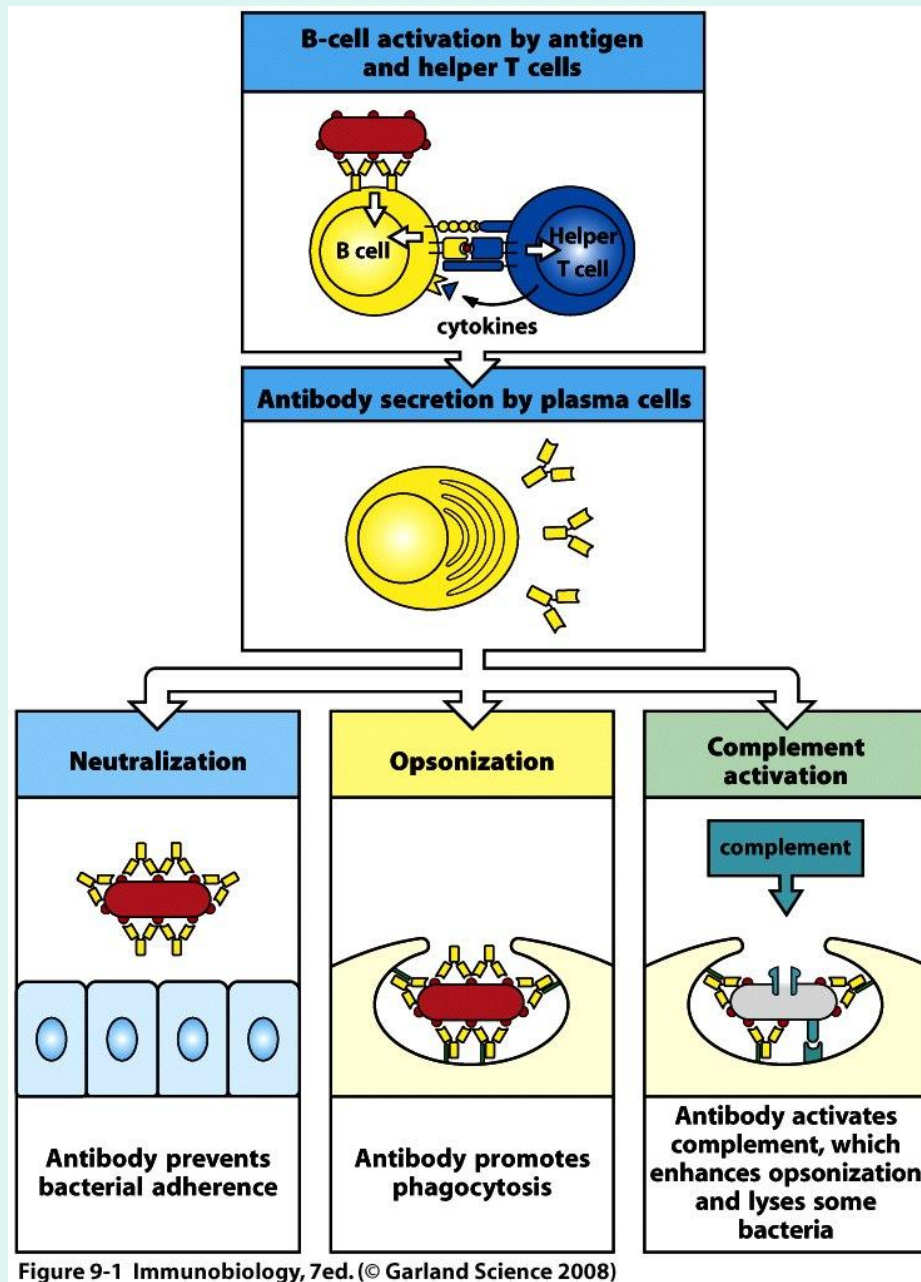 B-cell activation by antigen
and helper T cells
B cell
Helper
T cell
cytokines
Antibody secretion by plasma cells
Neutralization
Opsonization
Complement
activation
complement
Antibody prevents
bacterial adherence
Antibody promotes
phagocytosis
Antibody activates
complement, which
enhances opsonization
and lyses some
bacteria
Figure 9-1 Immunobiology, 7ed. (© Garland Science 2008)